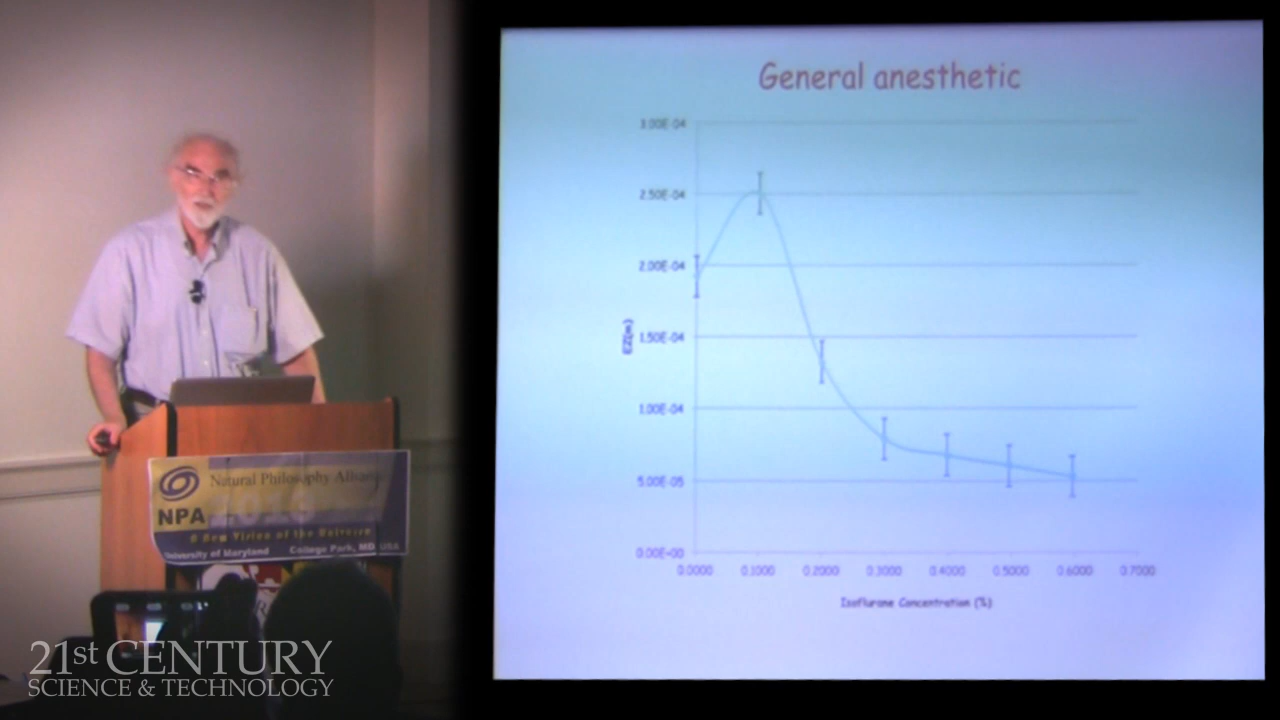 General anesthetic
3.00E-04
2.50E-04
2.00E-04
1.50E-04
1.00E-04
5.00E-05
0.00E+00
EZ(m)
0.0000 0.1000 0.2000 0.3000 0.4000 0.5000 0.6000 0.7000
Isoflurane Concentration (%)
Natural Philosophy Alliance
NPA
A New Vision of the Universe
University of Maryland College Park, MD USA
21st CENTURY
SCIENCE & TECHNOLOGY